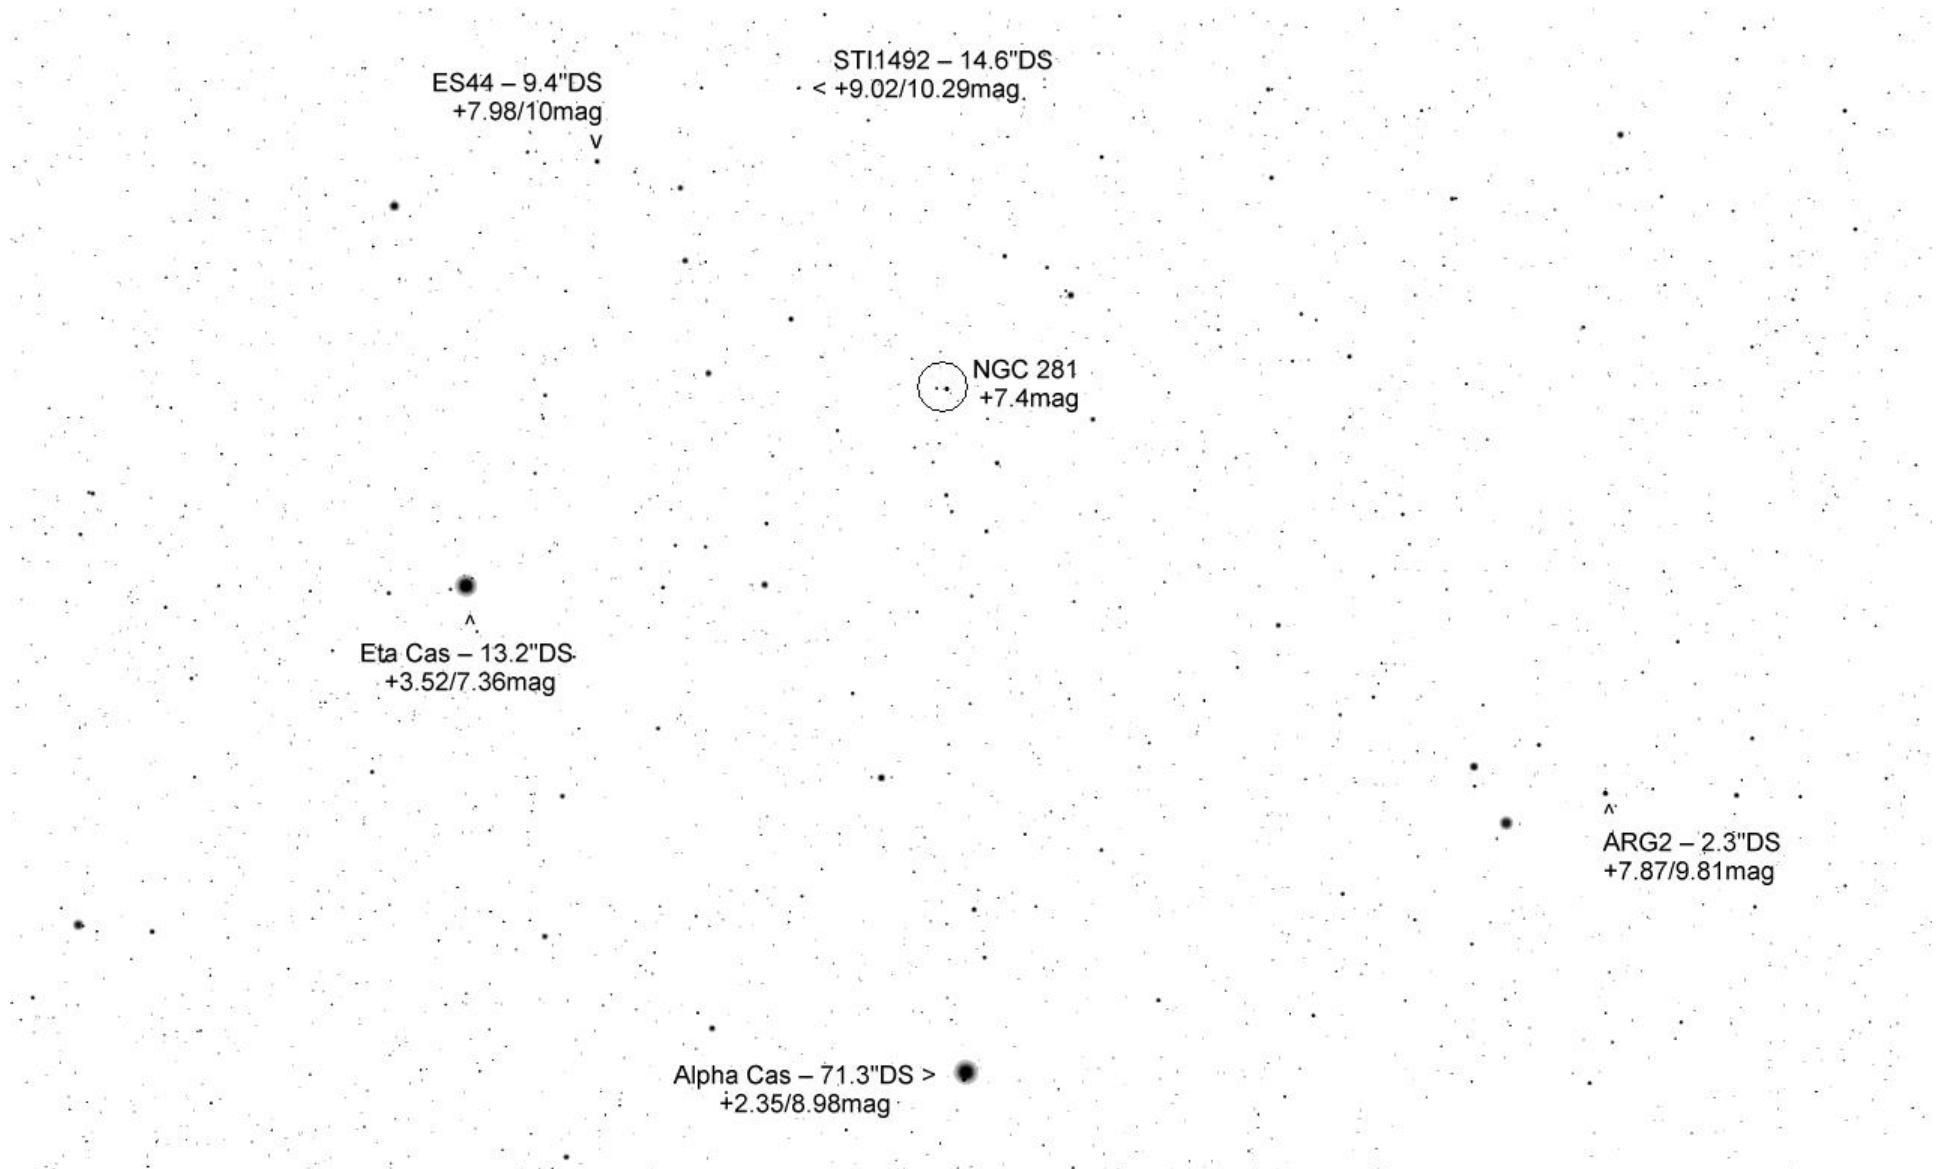 STI1492 – 14.6"DS
< +9.02/10.29mag
ES44 – 9.4"DS
+7.98/10mag
v
NGC 281
+7.4mag
^
Eta Cas – 13.2"DS
+3.52/7.36mag
^
ARG2 – 2.3"DS
+7.87/9.81mag
Alpha Cas – 71.3"DS >
+2.35/8.98mag